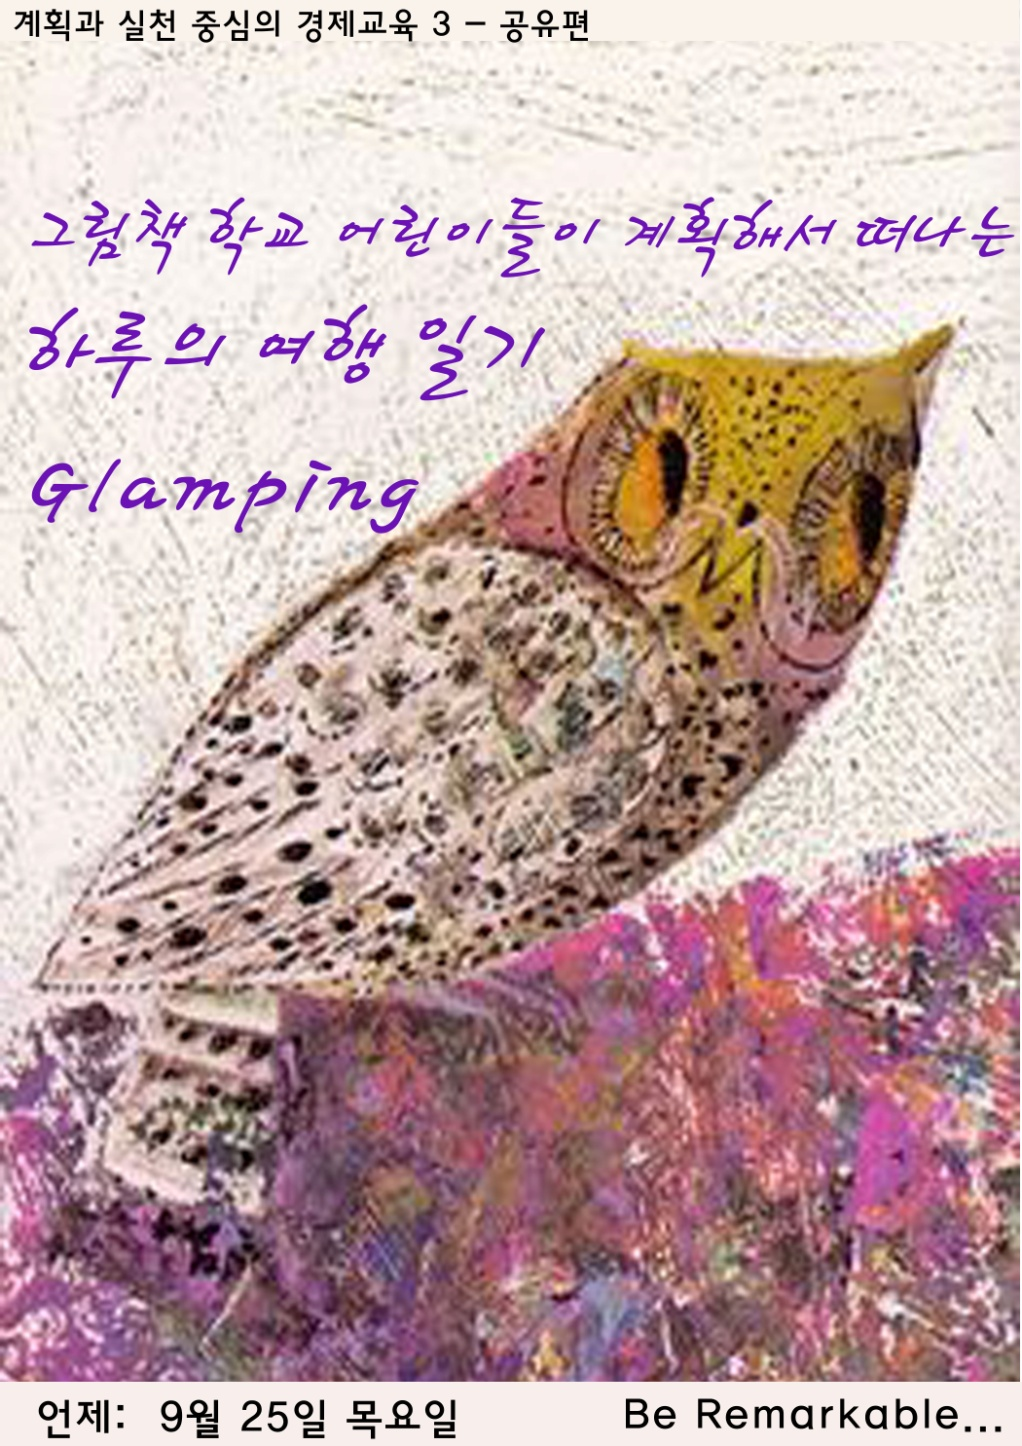 계획과 실천 중심의 경제교육 3 - 공유편
그림책 학교 어린이들이 계획해서 떠나는
하루의 여행 일기
Glamping
언제: 9월 25일 목요일
Be Remarkable...